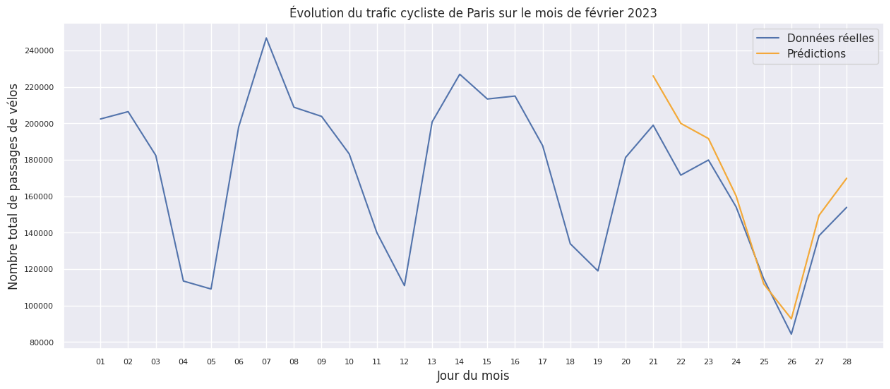 Évolution du trafic cycliste de Paris sur le mois de février 2023
Données réelles
Prédictions
Nombre total de passages de vélos
240000
220000
200000
180000
160000
140000
120000
100000
80000
01 02 03 04 05 06 07 08 09 10 11 12 13 14 15 16 17 18 19 20 21 22 23 24 25 26 27 28
Jour du mois